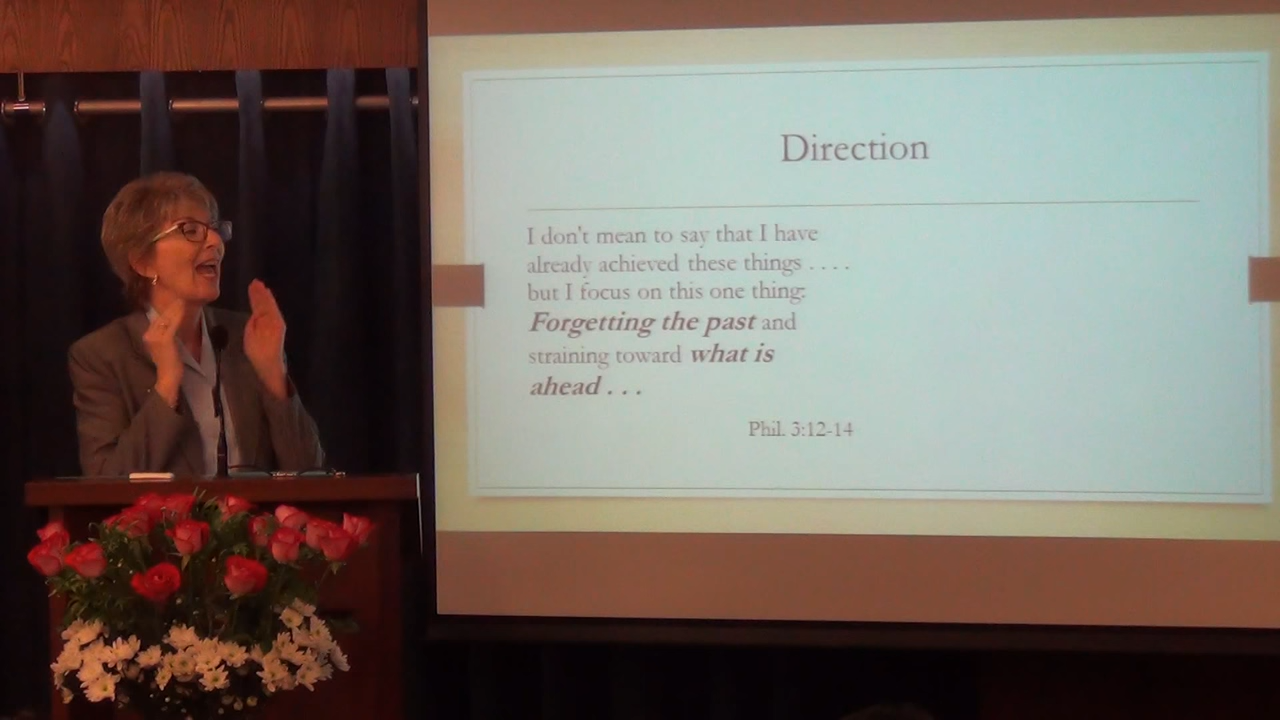 Direction
I don't mean to say that I have
already achieved these things . . . .
but I focus on this one thing:
Forgetting the past and
straining toward what is
ahead . . .
Phil. 3:12-14